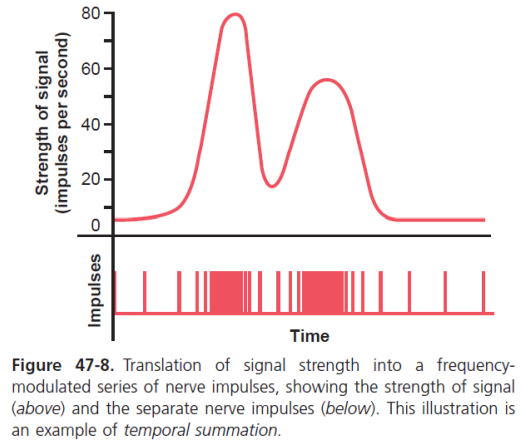 80
60
40
20
0
Strength of signal
(impulses per second)
Impulses
Time
Figure 47-8. Translation of signal strength into a frequency-
modulated series of nerve impulses, showing the strength of signal
(above) and the separate nerve impulses (below). This illustration is
an example of temporal summation.